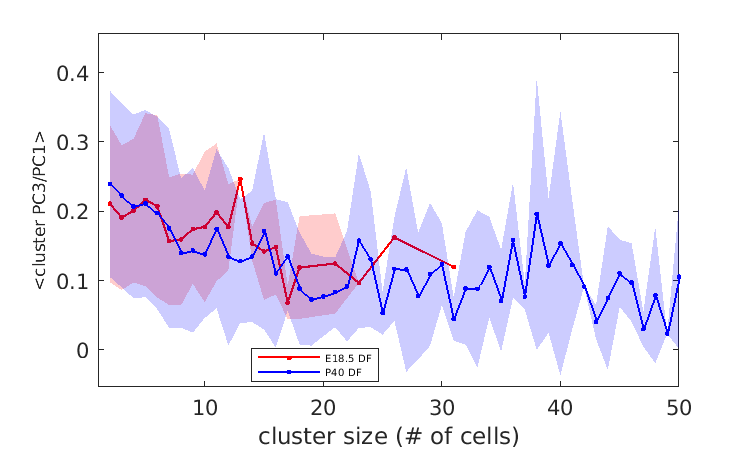 0.4
0.3
0.2
0.1
0
<cluster PC3/PC1>
E18.5 DF
P40 DF
10 20 30 40 50
cluster size (# of cells)